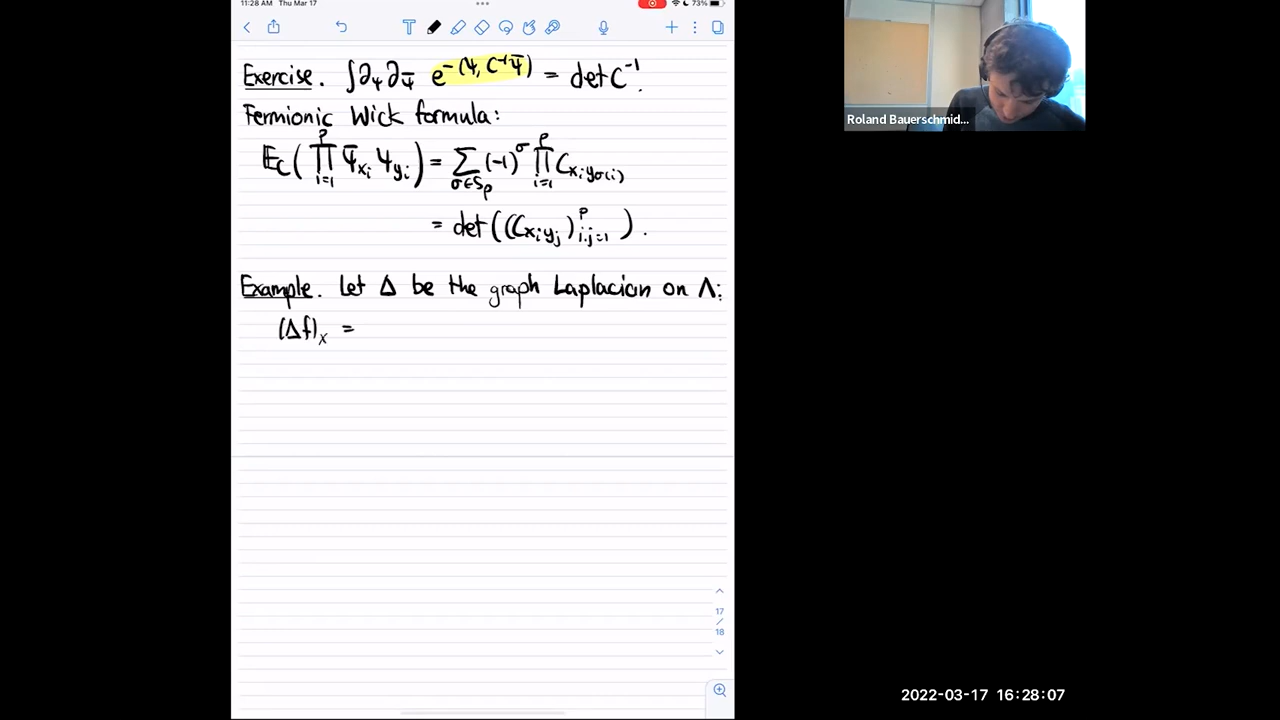 11:28 AM Thu Mar 17
73%
Exercise. ∫∂ψ ∂ψ̄ e^{-(ψ, C^{-1}ψ̄)} = det C^{-1}.
Fermionic Wick formula:
E_C( ∏_{i=1}^{p} ψ̄_{x_i} ψ_{y_i} ) = ∑_{σ∈S_p} (-1)^σ ∏_{i=1}^{p} C_{x_i y_{σ(i)}}
= det( (C_{x_i y_j})_{i,j=1}^{p} ).
Example. Let Δ be the graph Laplacian on Λ:
(Δf)_x =
17
/
18
Roland Bauerschmid...
2022-03-17 16:28:07